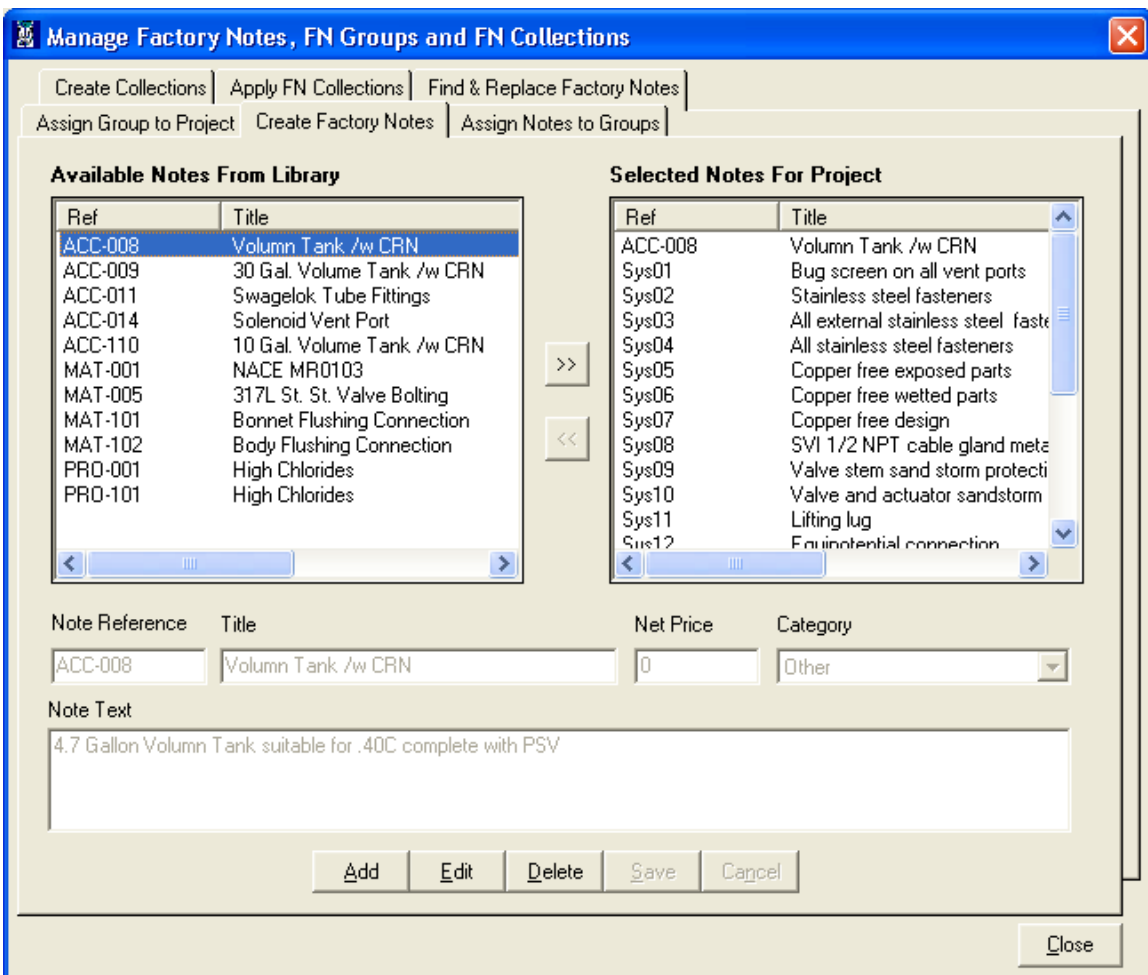 Manage Factory Notes, FN Groups and FN Collections
Create Collections Apply FN Collections Find & Replace Factory Notes
Assign Group to Project Create Factory Notes Assign Notes to Groups
Available Notes From Library
Ref Title
ACC-008 Volumn Tank /w CRN
ACC-009 30 Gal. Volume Tank /w CRN
ACC-011 Swagelok Tube Fittings
ACC-014 Solenoid Vent Port
ACC-110 10 Gal. Volume Tank /w CRN
MAT-001 NACE MR0103
MAT-005 317L St. St. Valve Bolting
MAT-101 Bonnet Flushing Connection
MAT-102 Body Flushing Connection
PRO-001 High Chlorides
PRO-101 High Chlorides
>>
<<
Selected Notes For Project
Ref Title
ACC-008 Volumn Tank /w CRN
Sys01 Bug screen on all vent ports
Sys02 Stainless steel fasteners
Sys03 All external stainless steel faste
Sys04 All stainless steel fasteners
Sys05 Copper free exposed parts
Sys06 Copper free wetted parts
Sys07 Copper free design
Sys08 SVI 1/2 NPT cable gland meta
Sys09 Valve stem sand storm protecti
Sys10 Valve and actuator sandstorm
Sys11 Lifting lug
Sys12 Equipotential connection
Note Reference Title Net Price Category
ACC-008 Volumn Tank /w CRN 0 Other
Note Text
4.7 Gallon Volumn Tank suitable for .40C complete with PSV
Add Edit Delete Save Cancel
Close